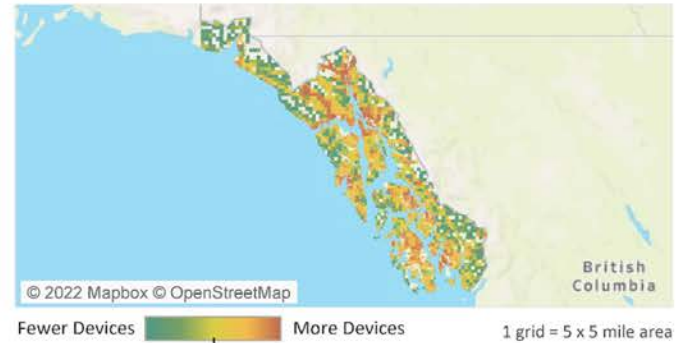 British
Columbia
© 2022 Mapbox © OpenStreetMap
Fewer Devices More Devices 1 grid = 5 x 5 mile area